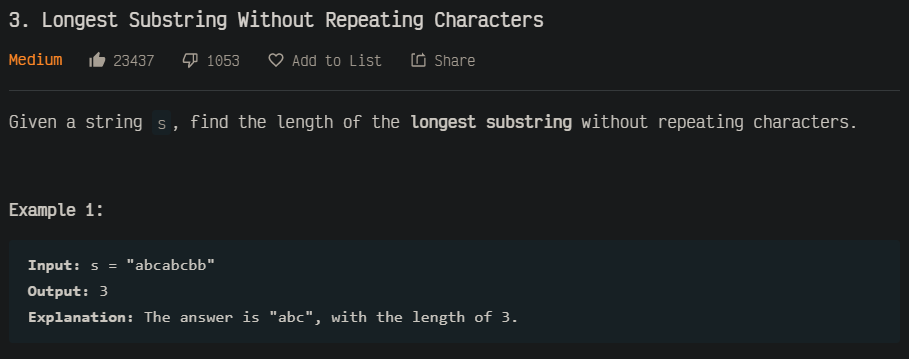 3. Longest Substring Without Repeating Characters
Medium 23437 1053 Add to List Share
Given a string s, find the length of the longest substring without repeating characters.
Example 1:
Input: s = "abcabcbb"
Output: 3
Explanation: The answer is "abc", with the length of 3.